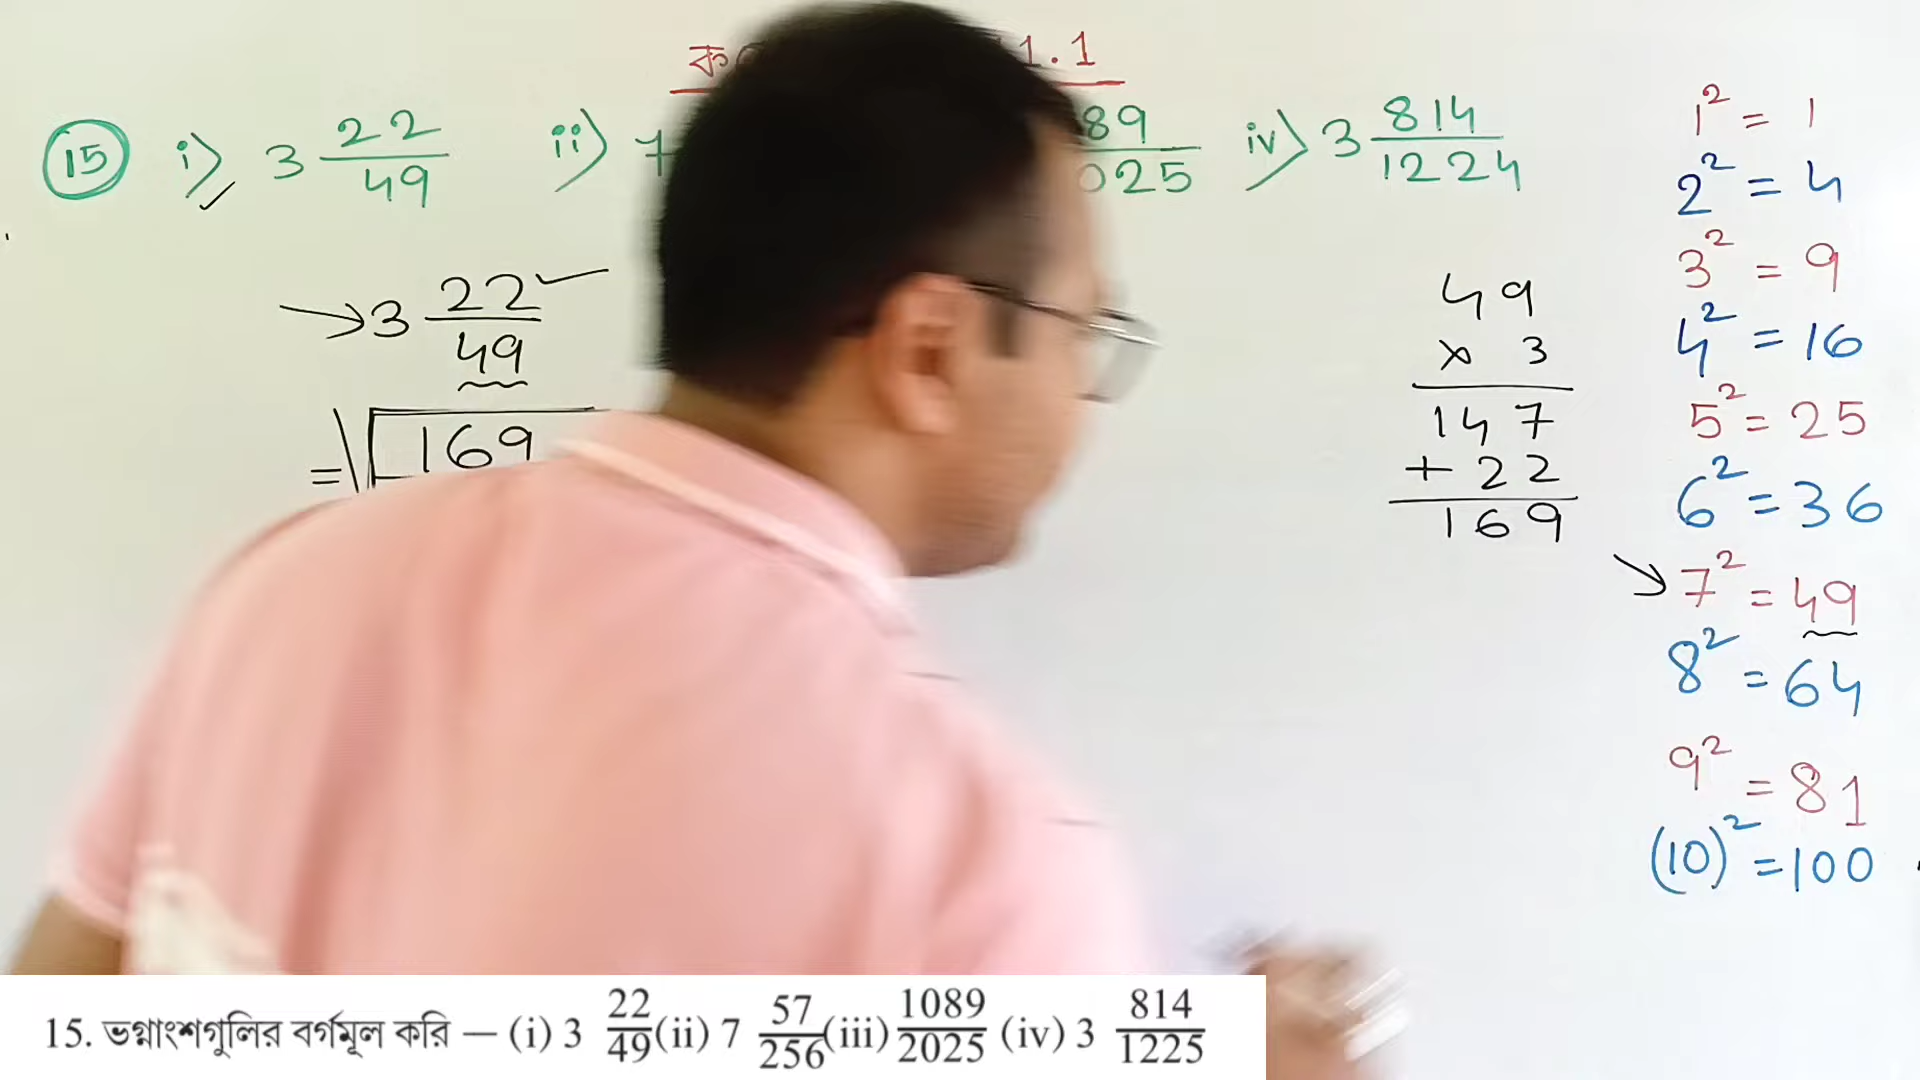 1.1
15 i) 3 22/49 ii) 7 89/025 iv) 3 814/1224
→ 3 22/49
= √169
49
x 3
147
+ 22
169
1² = 1
2² = 4
3² = 9
4² = 16
5² = 25
6² = 36
→ 7² = 49
8² = 64
9² = 81
(10)² = 100
15. ভগ্নাংশগুলির বর্গমূল করি — (i) 3 22/49 (ii) 7 57/256 (iii) 1089/2025 (iv) 3 814/1225